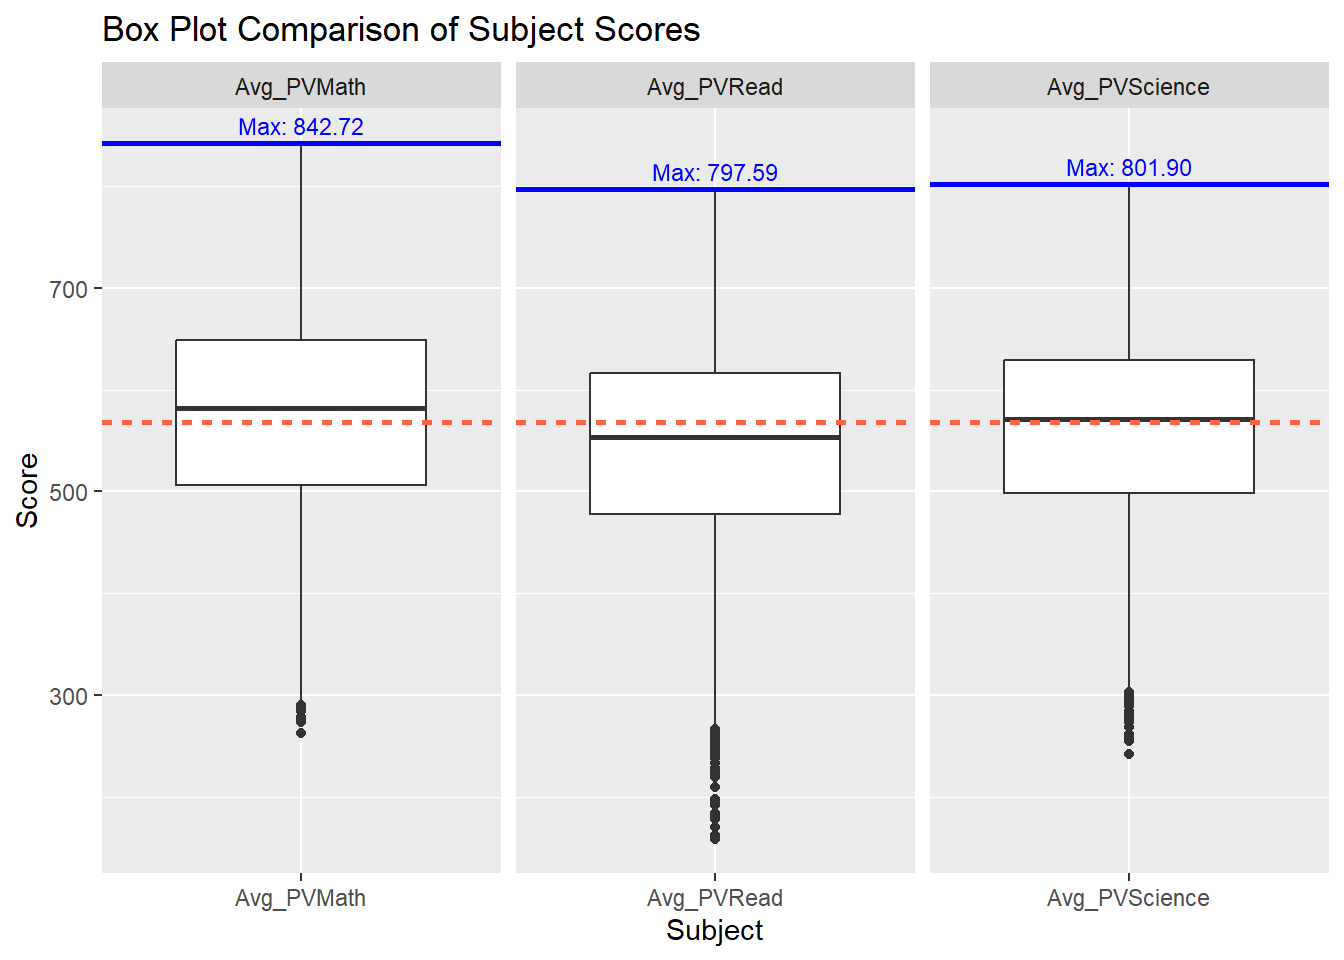 Box Plot Comparison of Subject Scores
Avg_PVMath
Avg_PVRead
Avg_PVScience
Max: 842.72
Max: 797.59
Max: 801.90
700
500
300
Score
Avg_PVMath
Avg_PVRead
Avg_PVScience
Subject